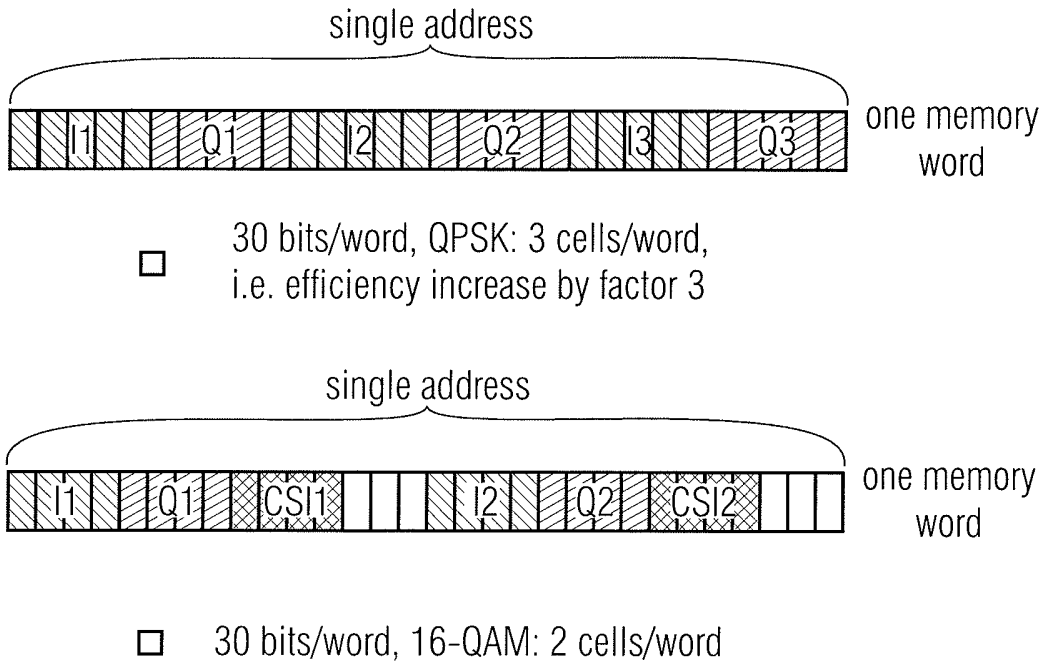 single address
I1 Q1 I2 Q2 I3 Q3
one memory
word
30 bits/word, QPSK: 3 cells/word,
i.e. efficiency increase by factor 3
single address
I1 Q1 CSI1 I2 Q2 CSI2
one memory
word
30 bits/word, 16-QAM: 2 cells/word